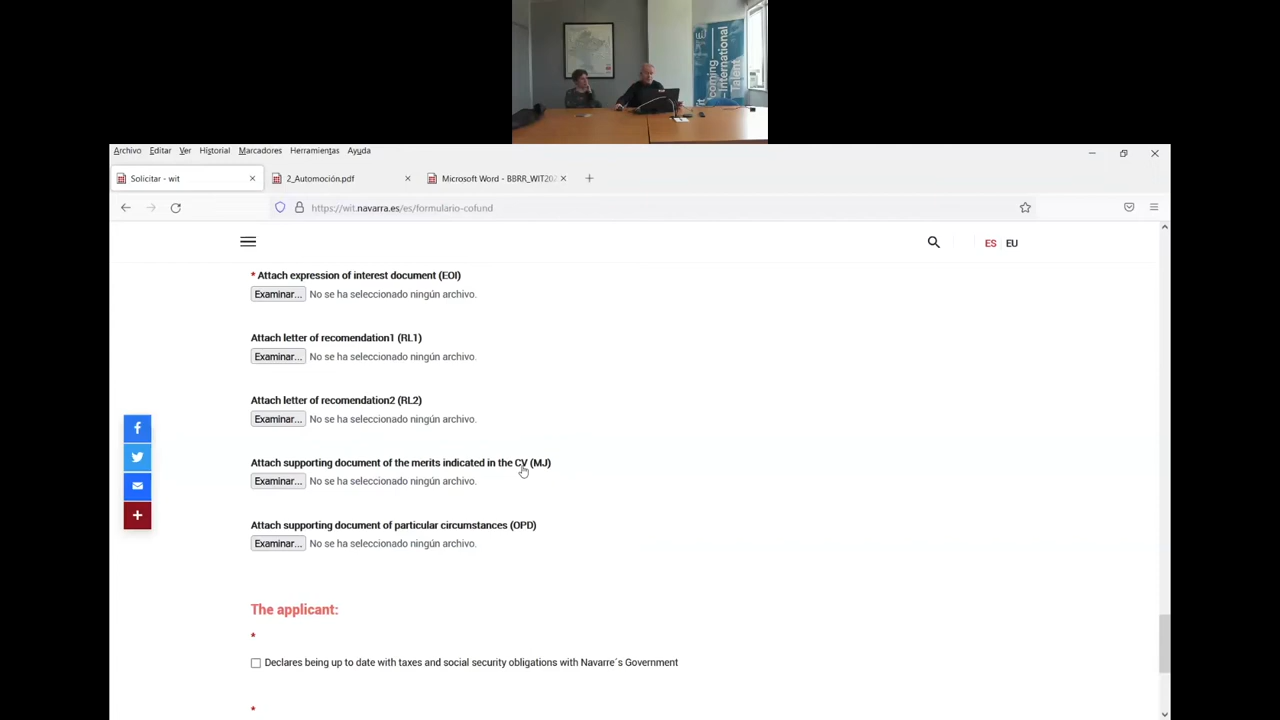 coming
International
Talent
Archivo Editar Ver Historial Marcadores Herramientas Ayuda
Solicitar - wit
2_Automoción.pdf
Microsoft Word - BBRR_WIT202
https://wit.navarra.es/es/formulario-cofund
ES EU
* Attach expression of interest document (EOI)
Examinar... No se ha seleccionado ningún archivo.
Attach letter of recomendation1 (RL1)
Examinar... No se ha seleccionado ningún archivo.
Attach letter of recomendation2 (RL2)
Examinar... No se ha seleccionado ningún archivo.
Attach supporting document of the merits indicated in the CV (MJ)
Examinar... No se ha seleccionado ningún archivo.
Attach supporting document of particular circumstances (OPD)
Examinar... No se ha seleccionado ningún archivo.
The applicant:
*
Declares being up to date with taxes and social security obligations with Navarre´s Government
*